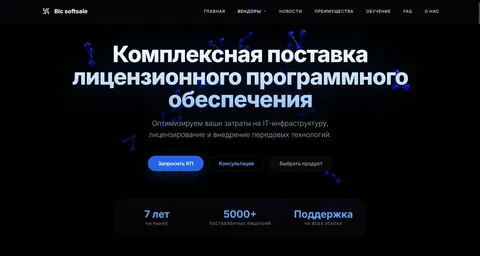 Blc softsale
ГЛАВНАЯ ВЕНДОРЫ НОВОСТИ ПРЕИМУЩЕСТВА ОБУЧЕНИЕ FAQ О НАС
Комплексная поставка
лицензионного программного
обеспечения
Оптимизируем ваши затраты на IT-инфраструктуру,
лицензирование и внедрение передовых технологий.
Запросить КП Консультация Выбрать продукт
7 лет 5000+ Поддержка
НА РЫНКЕ ПОСТАВЛЕННЫХ ЛИЦЕНЗИЙ НА ВСЕХ ЭТАПАХ